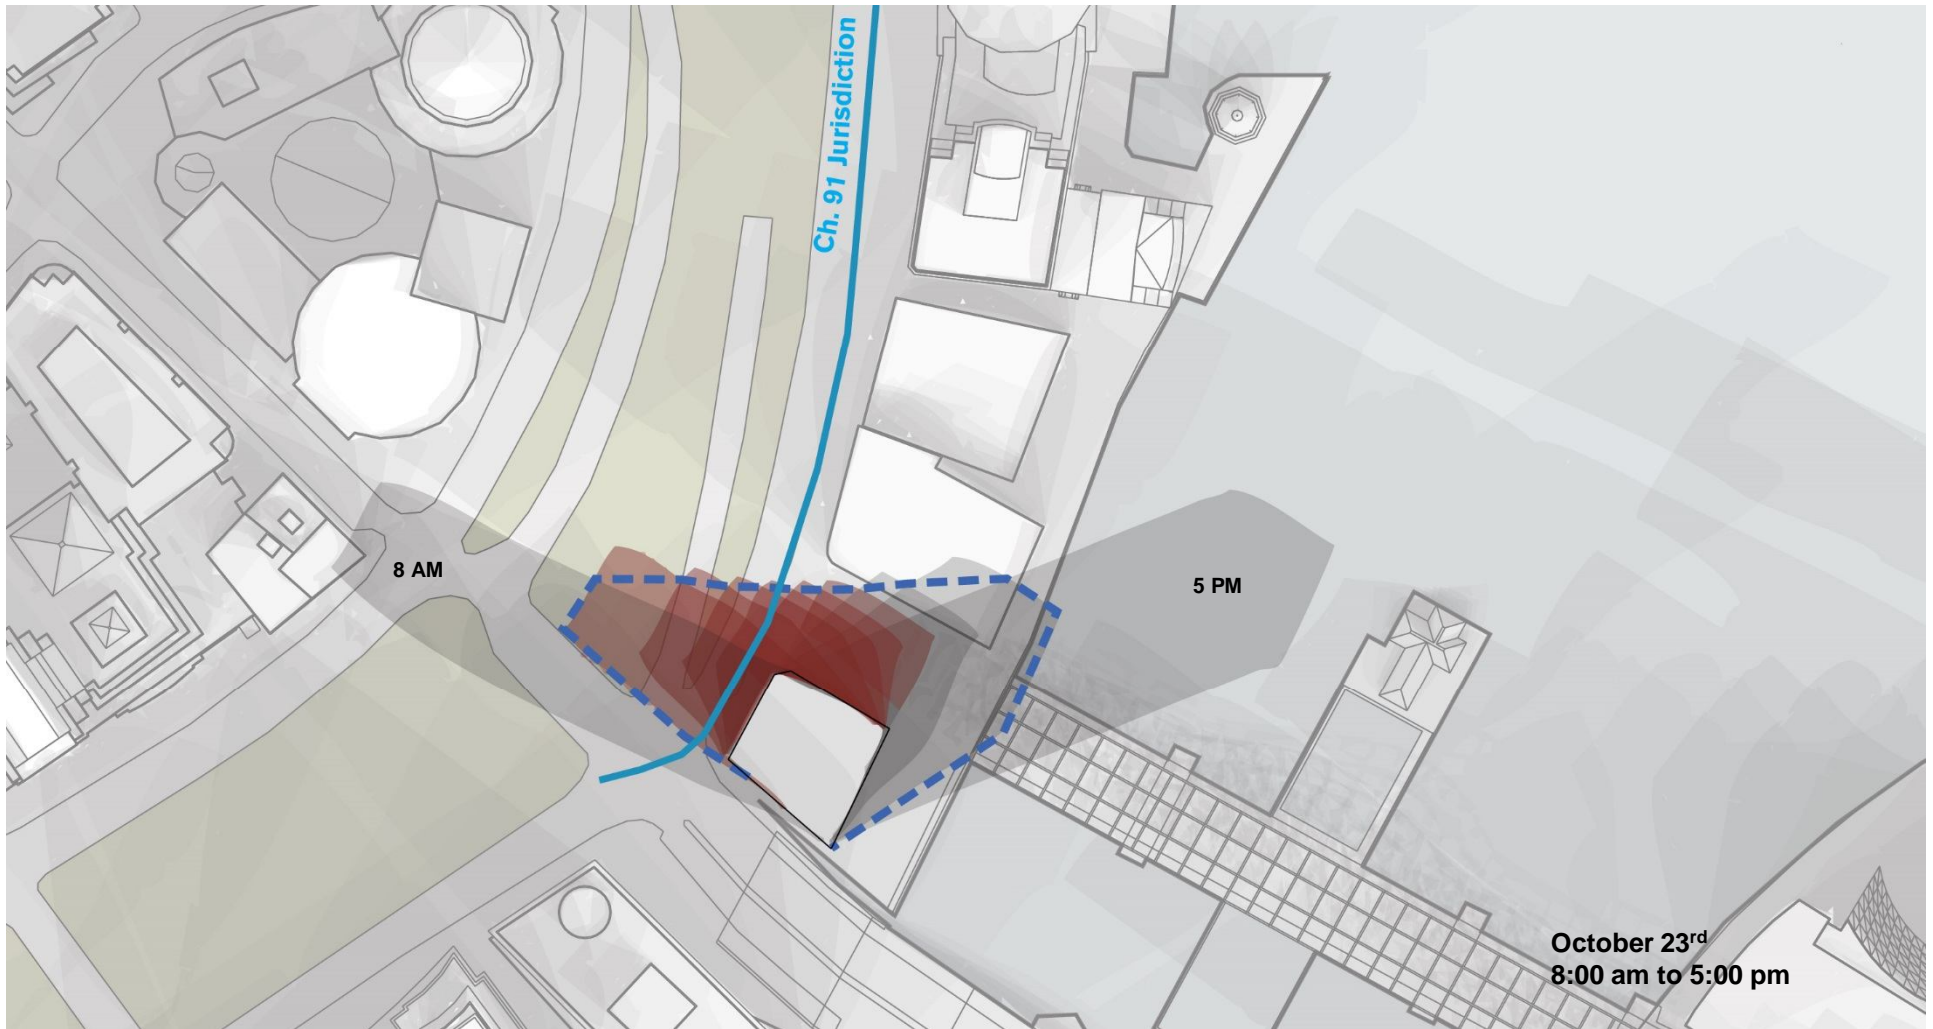 Ch. 91 Jurisdiction
8 AM
5 PM
October 23rd
8:00 am to 5:00 pm